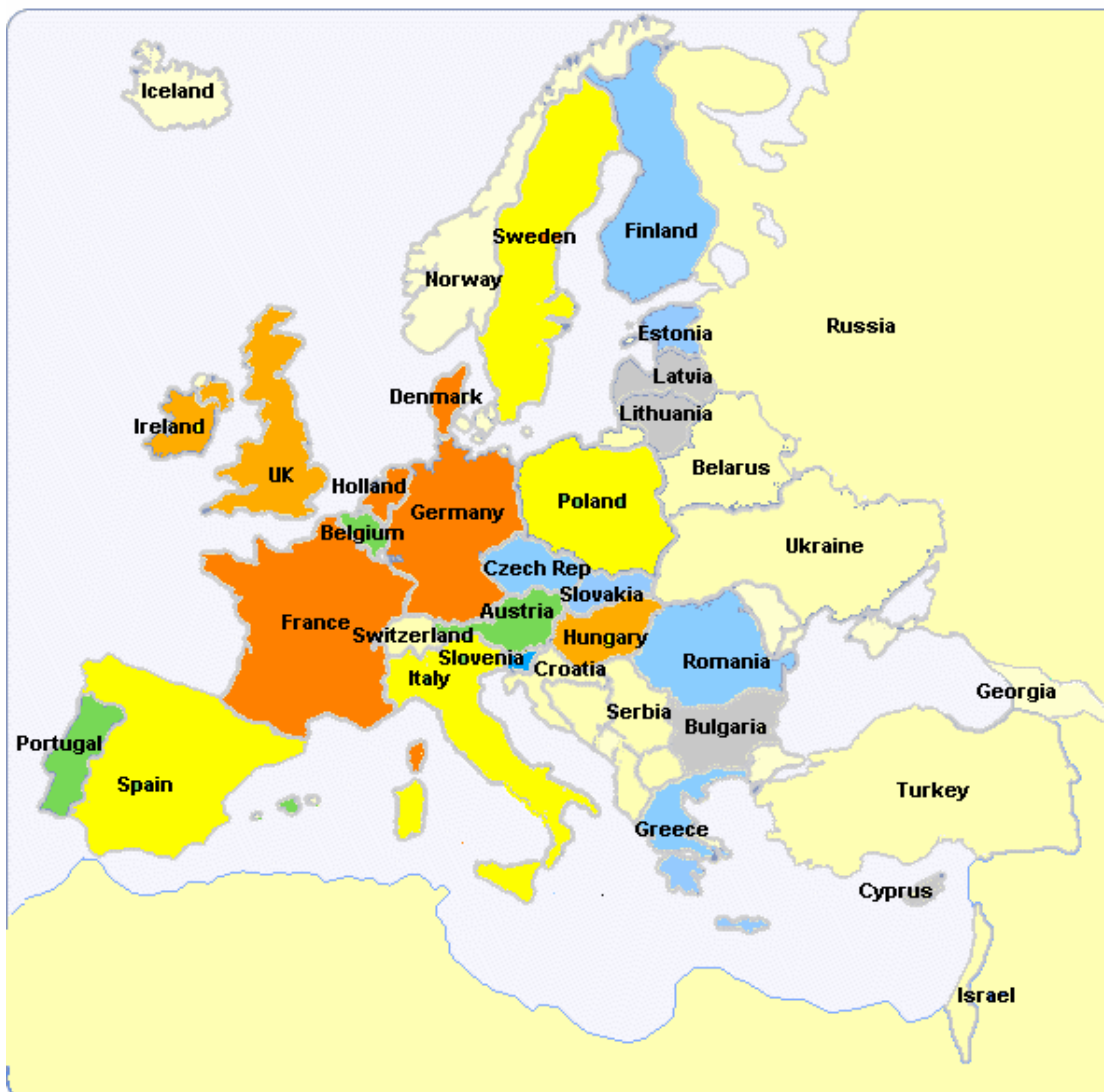 Iceland
Sweden
Finland
Norway
Russia
Estonia
Latvia
Denmark
Lithuania
Ireland
Belarus
UK
Holland
Poland
Germany
Belgium
Ukraine
Czech Rep
Slovakia
Austria
France
Switzerland
Hungary
Slovenia
Romania
Croatia
Italy
Georgia
Serbia
Bulgaria
Portugal
Spain
Turkey
Greece
Cyprus
Israel